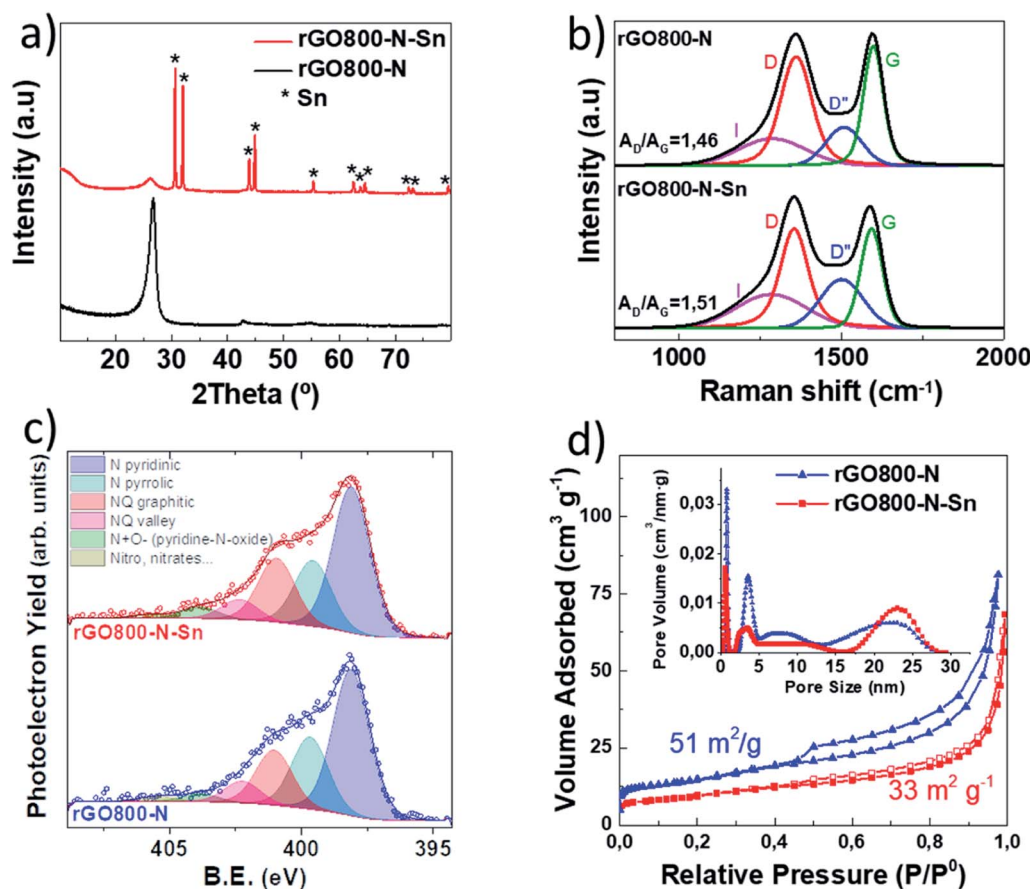 a)
rGO800-N-Sn
rGO800-N
* Sn
Intensity (a.u)
* * * * * * * * * *
20 30 40 50 60 70
2Theta (º)
b)
rGO800-N
D
G
D"
I
A_D/A_G=1,46
rGO800-N-Sn
D
G
D"
I
A_D/A_G=1,51
Intensity (a.u)
1000 1500 2000
Raman shift (cm⁻¹)
c)
N pyridinic
N pyrrolic
NQ graphitic
NQ valley
N+O- (pyridine-N-oxide)
Nitro, nitrates...
rGO800-N-Sn
rGO800-N
Photoelectron Yield (arb. units)
405 400 395
B.E. (eV)
d)
rGO800-N
rGO800-N-Sn
Pore Volume (cm³/nm·g)
0,03
0,02
0,01
0,00
0 5 10 15 20 25 30
Pore Size (nm)
Volume Adsorbed (cm³ g⁻¹)
100
75
50
25
0
51 m²/g
33 m² g⁻¹
0,0 0,2 0,4 0,6 0,8 1,0
Relative Pressure (P/P⁰)